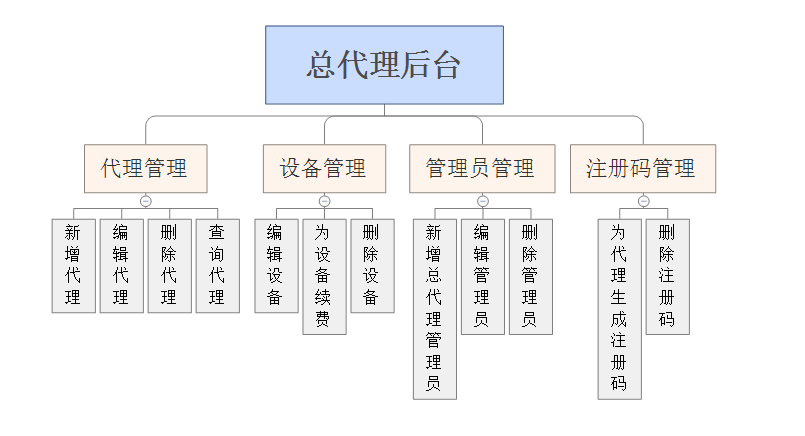 总代理后台
代理管理
设备管理
管理员管理
注册码管理
新增代理
编辑代理
删除代理
查询代理
编辑设备
为设备续费
删除设备
新增总代理管理员
编辑管理员
删除管理员
为代理生成注册码
删除注册码